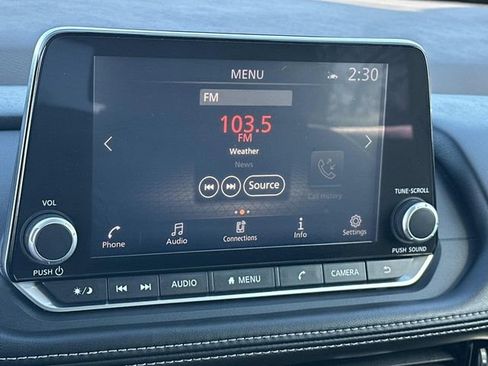 MENU
2:30
FM
103.5
FM
Weather
News
Source
Call History
Phone
Audio
Connections
Info
Settings
VOL
PUSH
TUNE·SCROLL
PUSH SOUND
AUDIO
MENU
CAMERA